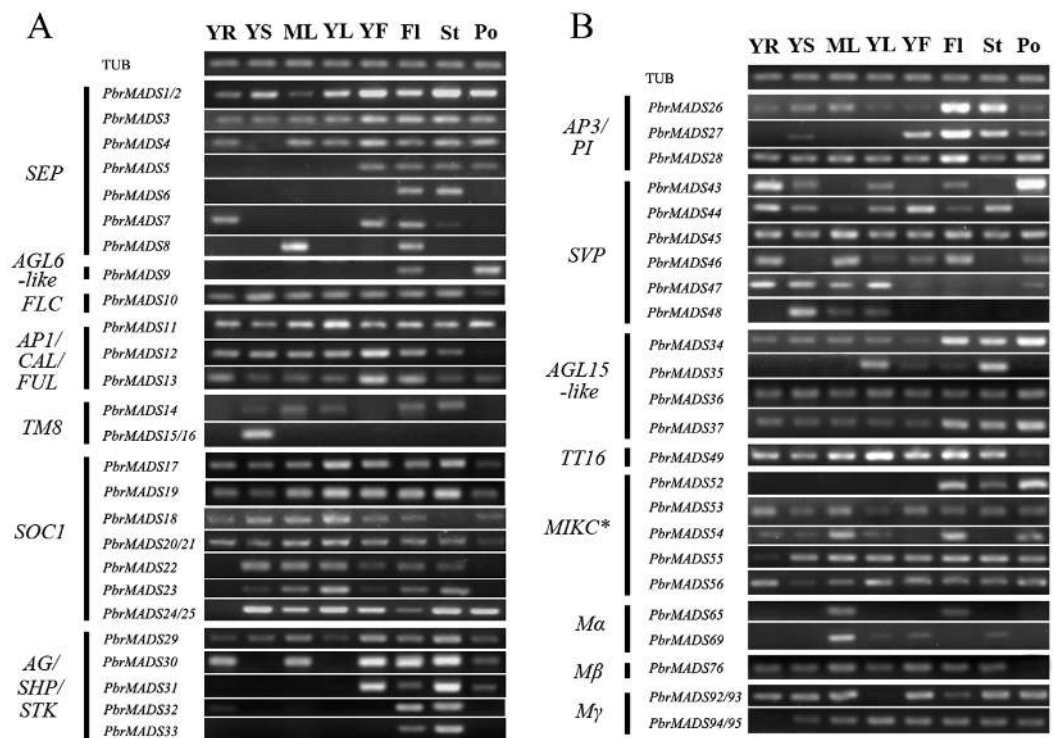 A
YR YS ML YL YF Fl St Po
TUB
SEP
PbrMADS1/2
PbrMADS3
PbrMADS4
PbrMADS5
PbrMADS6
PbrMADS7
PbrMADS8
AGL6
-like
PbrMADS9
FLC
PbrMADS10
AP1/
CAL/
FUL
PbrMADS11
PbrMADS12
PbrMADS13
TM8
PbrMADS14
PbrMADS15/16
SOC1
PbrMADS17
PbrMADS19
PbrMADS18
PbrMADS20/21
PbrMADS22
PbrMADS23
PbrMADS24/25
AG/
SHP/
STK
PbrMADS29
PbrMADS30
PbrMADS31
PbrMADS32
PbrMADS33
B
YR YS ML YL YF Fl St Po
TUB
AP3/
PI
PbrMADS26
PbrMADS27
PbrMADS28
SVP
PbrMADS43
PbrMADS44
PbrMADS45
PbrMADS46
PbrMADS47
PbrMADS48
AGL15
-like
PbrMADS34
PbrMADS35
PbrMADS36
PbrMADS37
TT16
PbrMADS49
MIKC*
PbrMADS52
PbrMADS53
PbrMADS54
PbrMADS55
PbrMADS56
Mα
PbrMADS65
PbrMADS69
Mβ
PbrMADS76
Mγ
PbrMADS92/93
PbrMADS94/95